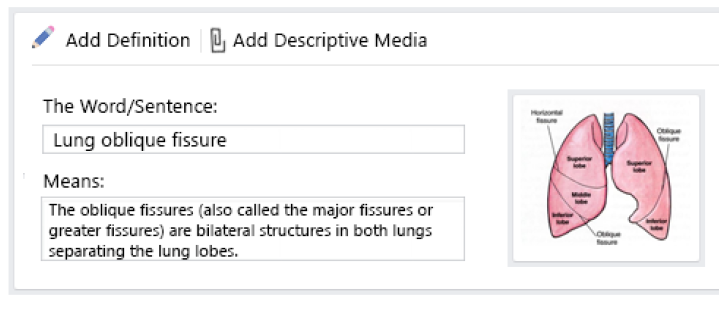 Add Definition
Add Descriptive Media
The Word/Sentence:
Lung oblique fissure
Means:
The oblique fissures (also called the major fissures or
greater fissures) are bilateral structures in both lungs
separating the lung lobes.
Horizontal
fissure
Oblique
fissure
Superior
lobe
Superior
lobe
Middle
lobe
Inferior
lobe
Inferior
lobe
Oblique
fissure